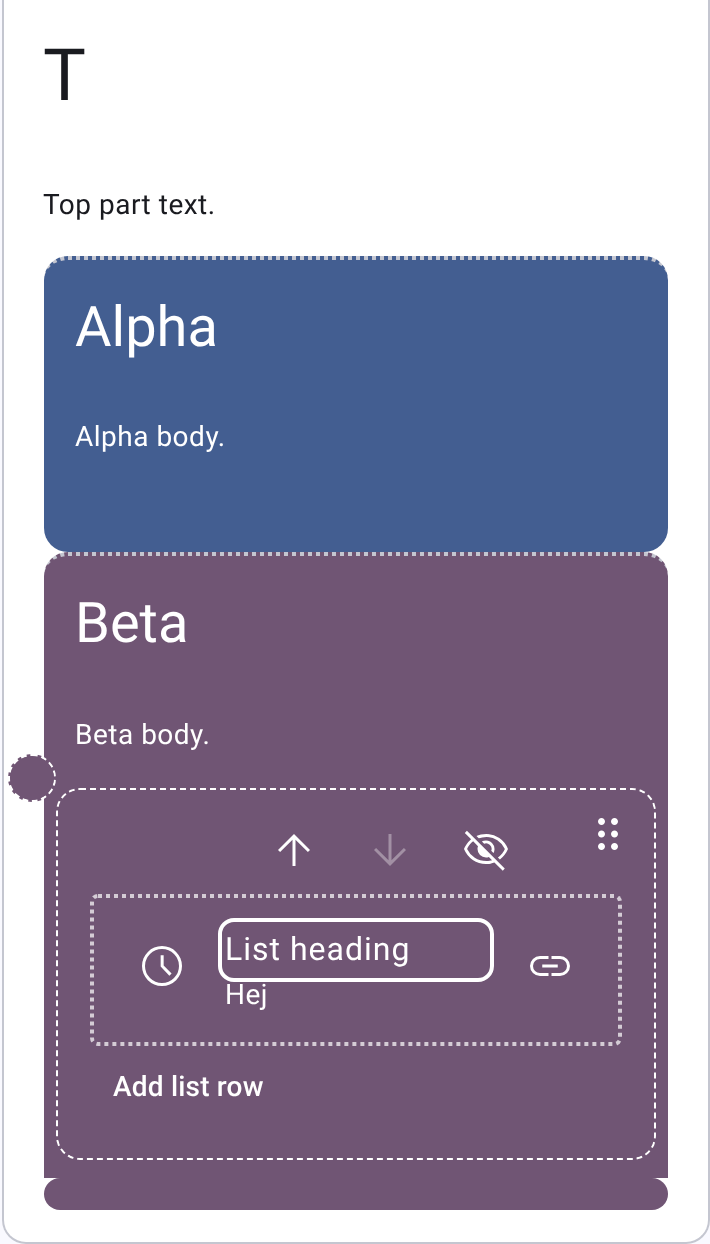 T
Top part text.
Alpha
Alpha body.
Beta
Beta body.
List heading
Hej
Add list row